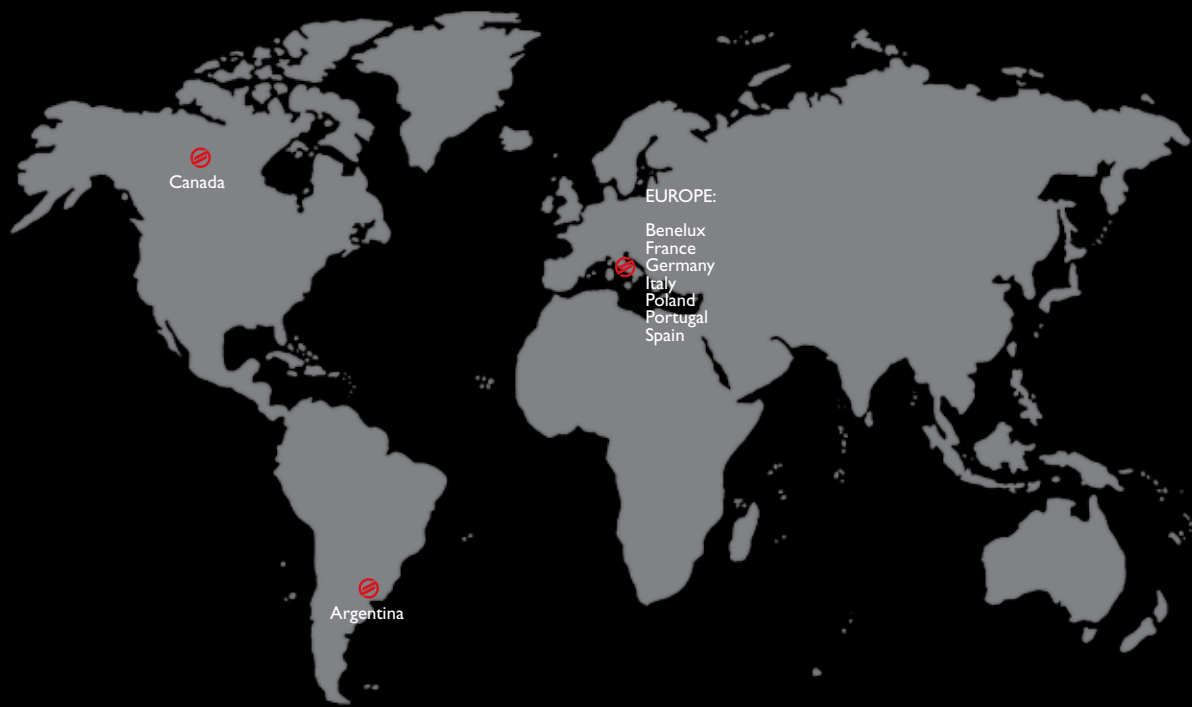 Canada
EUROPE:
Benelux
France
Germany
Italy
Poland
Portugal
Spain
Argentina